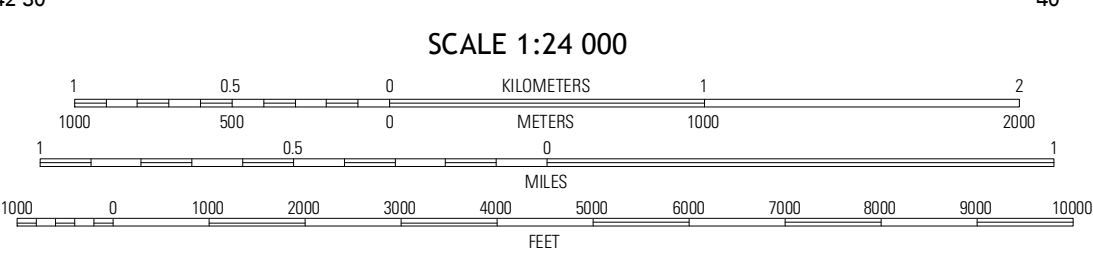 SCALE 1:24 000
1 0.5 0 KILOMETERS 1 2
1000 500 0 METERS 1000 2000
1 0.5 0 1
MILES
1000 0 1000 2000 3000 4000 5000 6000 7000 8000 9000 10000
FEET